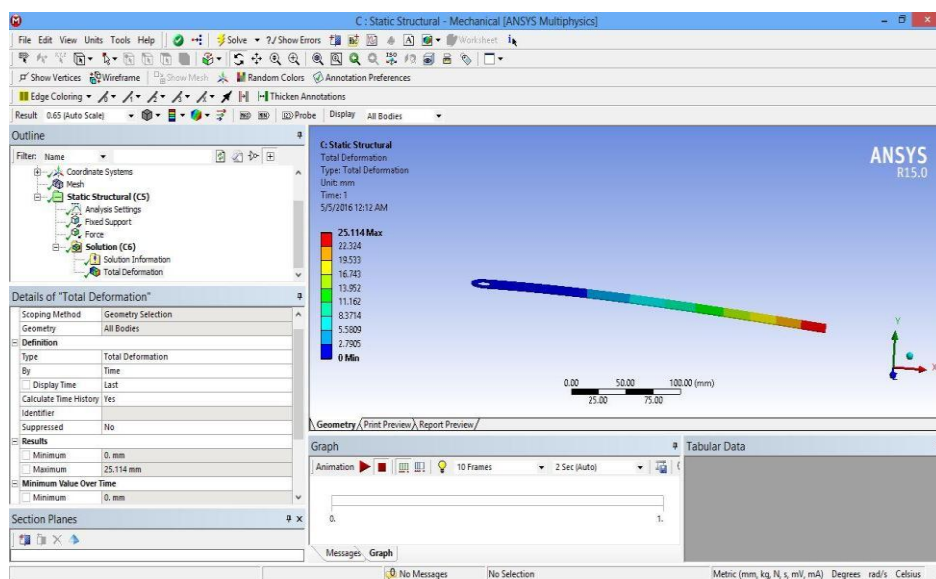 C : Static Structural - Mechanical [ANSYS Multiphysics]
File Edit View Units Tools Help Solve ?/ Show Errors Worksheet
Show Vertices Wireframe Show Mesh Random Colors Annotation Preferences
Edge Coloring Thicken Annotations
Result 0.65 (Auto Scale) Probe Display All Bodies
Outline
Filter: Name
Coordinate Systems
Mesh
Static Structural (C5)
Analysis Settings
Fixed Support
Force
Solution (C6)
Solution Information
Total Deformation
Details of "Total Deformation"
Scoping Method Geometry Selection
Geometry All Bodies
Definition
Type Total Deformation
By Time
Display Time Last
Calculate Time History Yes
Identifier
Suppressed No
Results
Minimum 0. mm
Maximum 25.114 mm
Minimum Value Over Time
Minimum 0. mm
Section Planes
C: Static Structural
Total Deformation
Type: Total Deformation
Unit: mm
Time: 1
5/5/2016 12:12 AM
25.114 Max
22.324
19.533
16.743
13.952
11.162
8.3714
5.5809
2.7905
0 Min
ANSYS
R15.0
Y
X
0.00 50.00 100.00 (mm)
25.00 75.00
Geometry Print Preview Report Preview
Graph
Animation 10 Frames 2 Sec (Auto)
0. 1.
Messages Graph
Tabular Data
No Messages No Selection Metric (mm, kg, N, s, mV, mA) Degrees rad/s Celsius